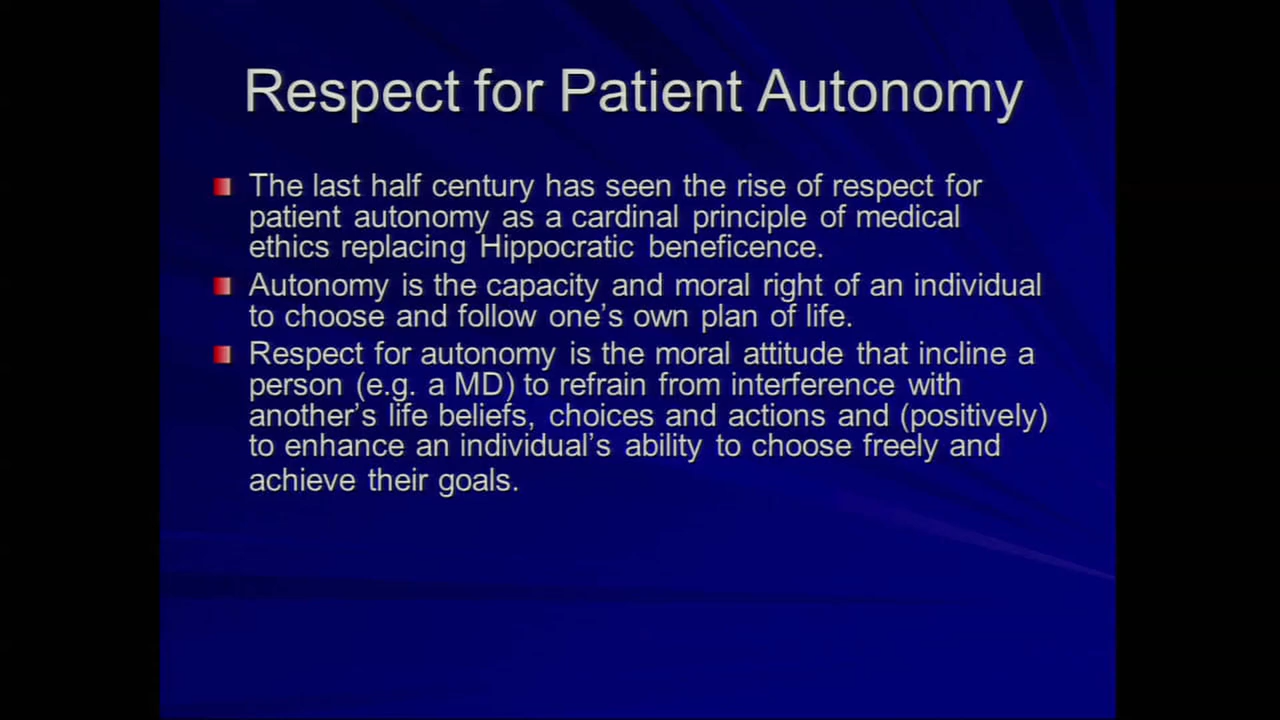 Respect for Patient Autonomy
The last half century has seen the rise of respect for
patient autonomy as a cardinal principle of medical
ethics replacing Hippocratic beneficence.
Autonomy is the capacity and moral right of an individual
to choose and follow one’s own plan of life.
Respect for autonomy is the moral attitude that incline a
person (e.g. a MD) to refrain from interference with
another’s life beliefs, choices and actions and (positively)
to enhance an individual’s ability to choose freely and
achieve their goals.